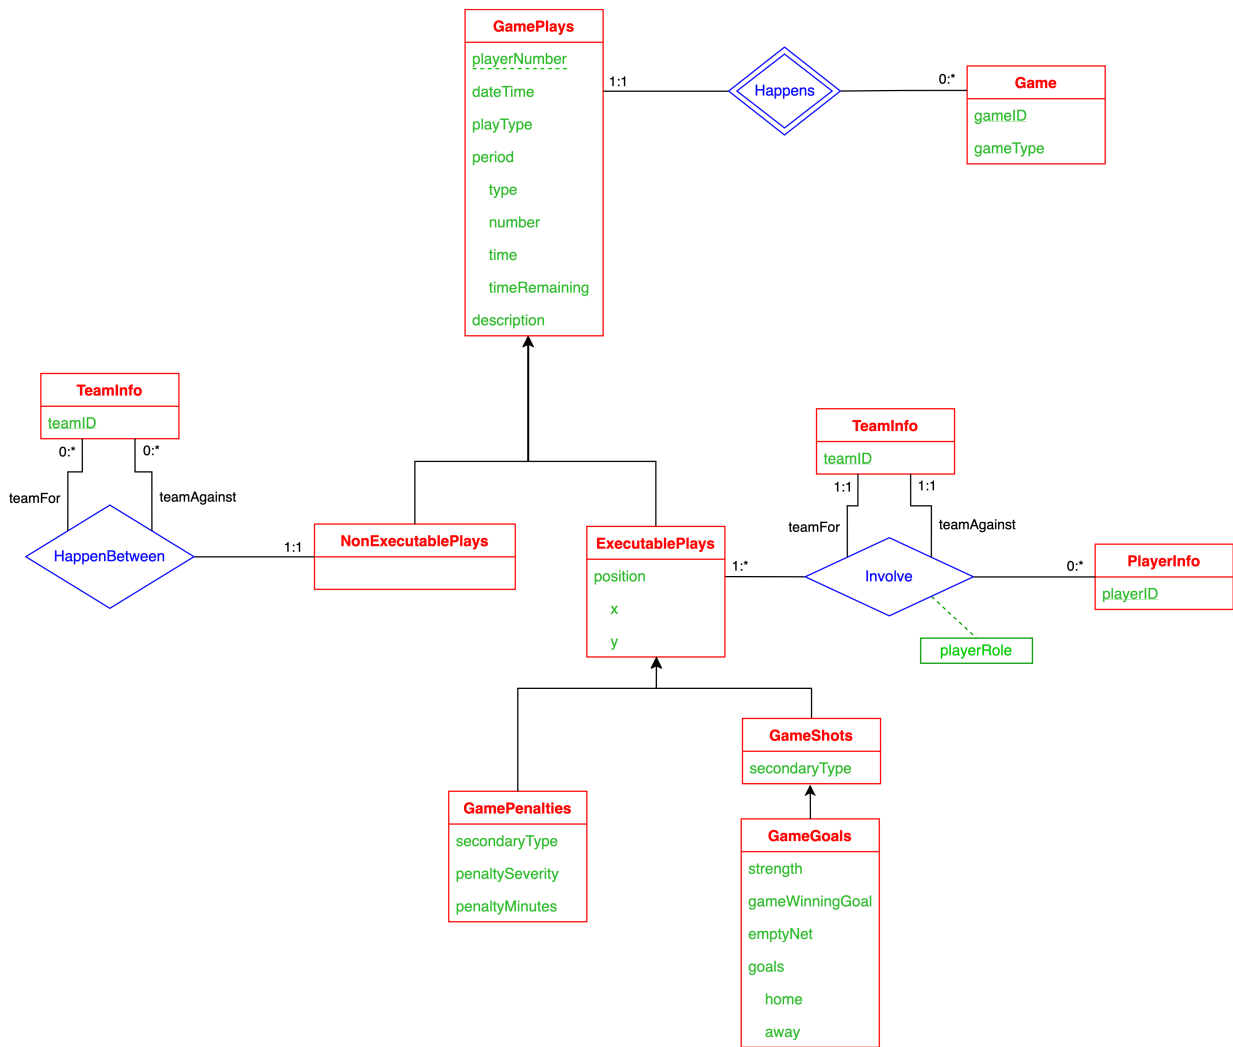 GamePlays
playerNumber
dateTime
playType
period
type
number
time
timeRemaining
description
1:1
Happens
0:*
Game
gameID
gameType
TeamInfo
teamID
0:*
0:*
teamFor
teamAgainst
HappenBetween
1:1
NonExecutablePlays
ExecutablePlays
position
x
y
1:*
TeamInfo
teamID
1:1
1:1
teamFor
teamAgainst
Involve
0:*
PlayerInfo
playerID
playerRole
GamePenalties
secondaryType
penaltySeverity
penaltyMinutes
GameShots
secondaryType
GameGoals
strength
gameWinningGoal
emptyNet
goals
home
away